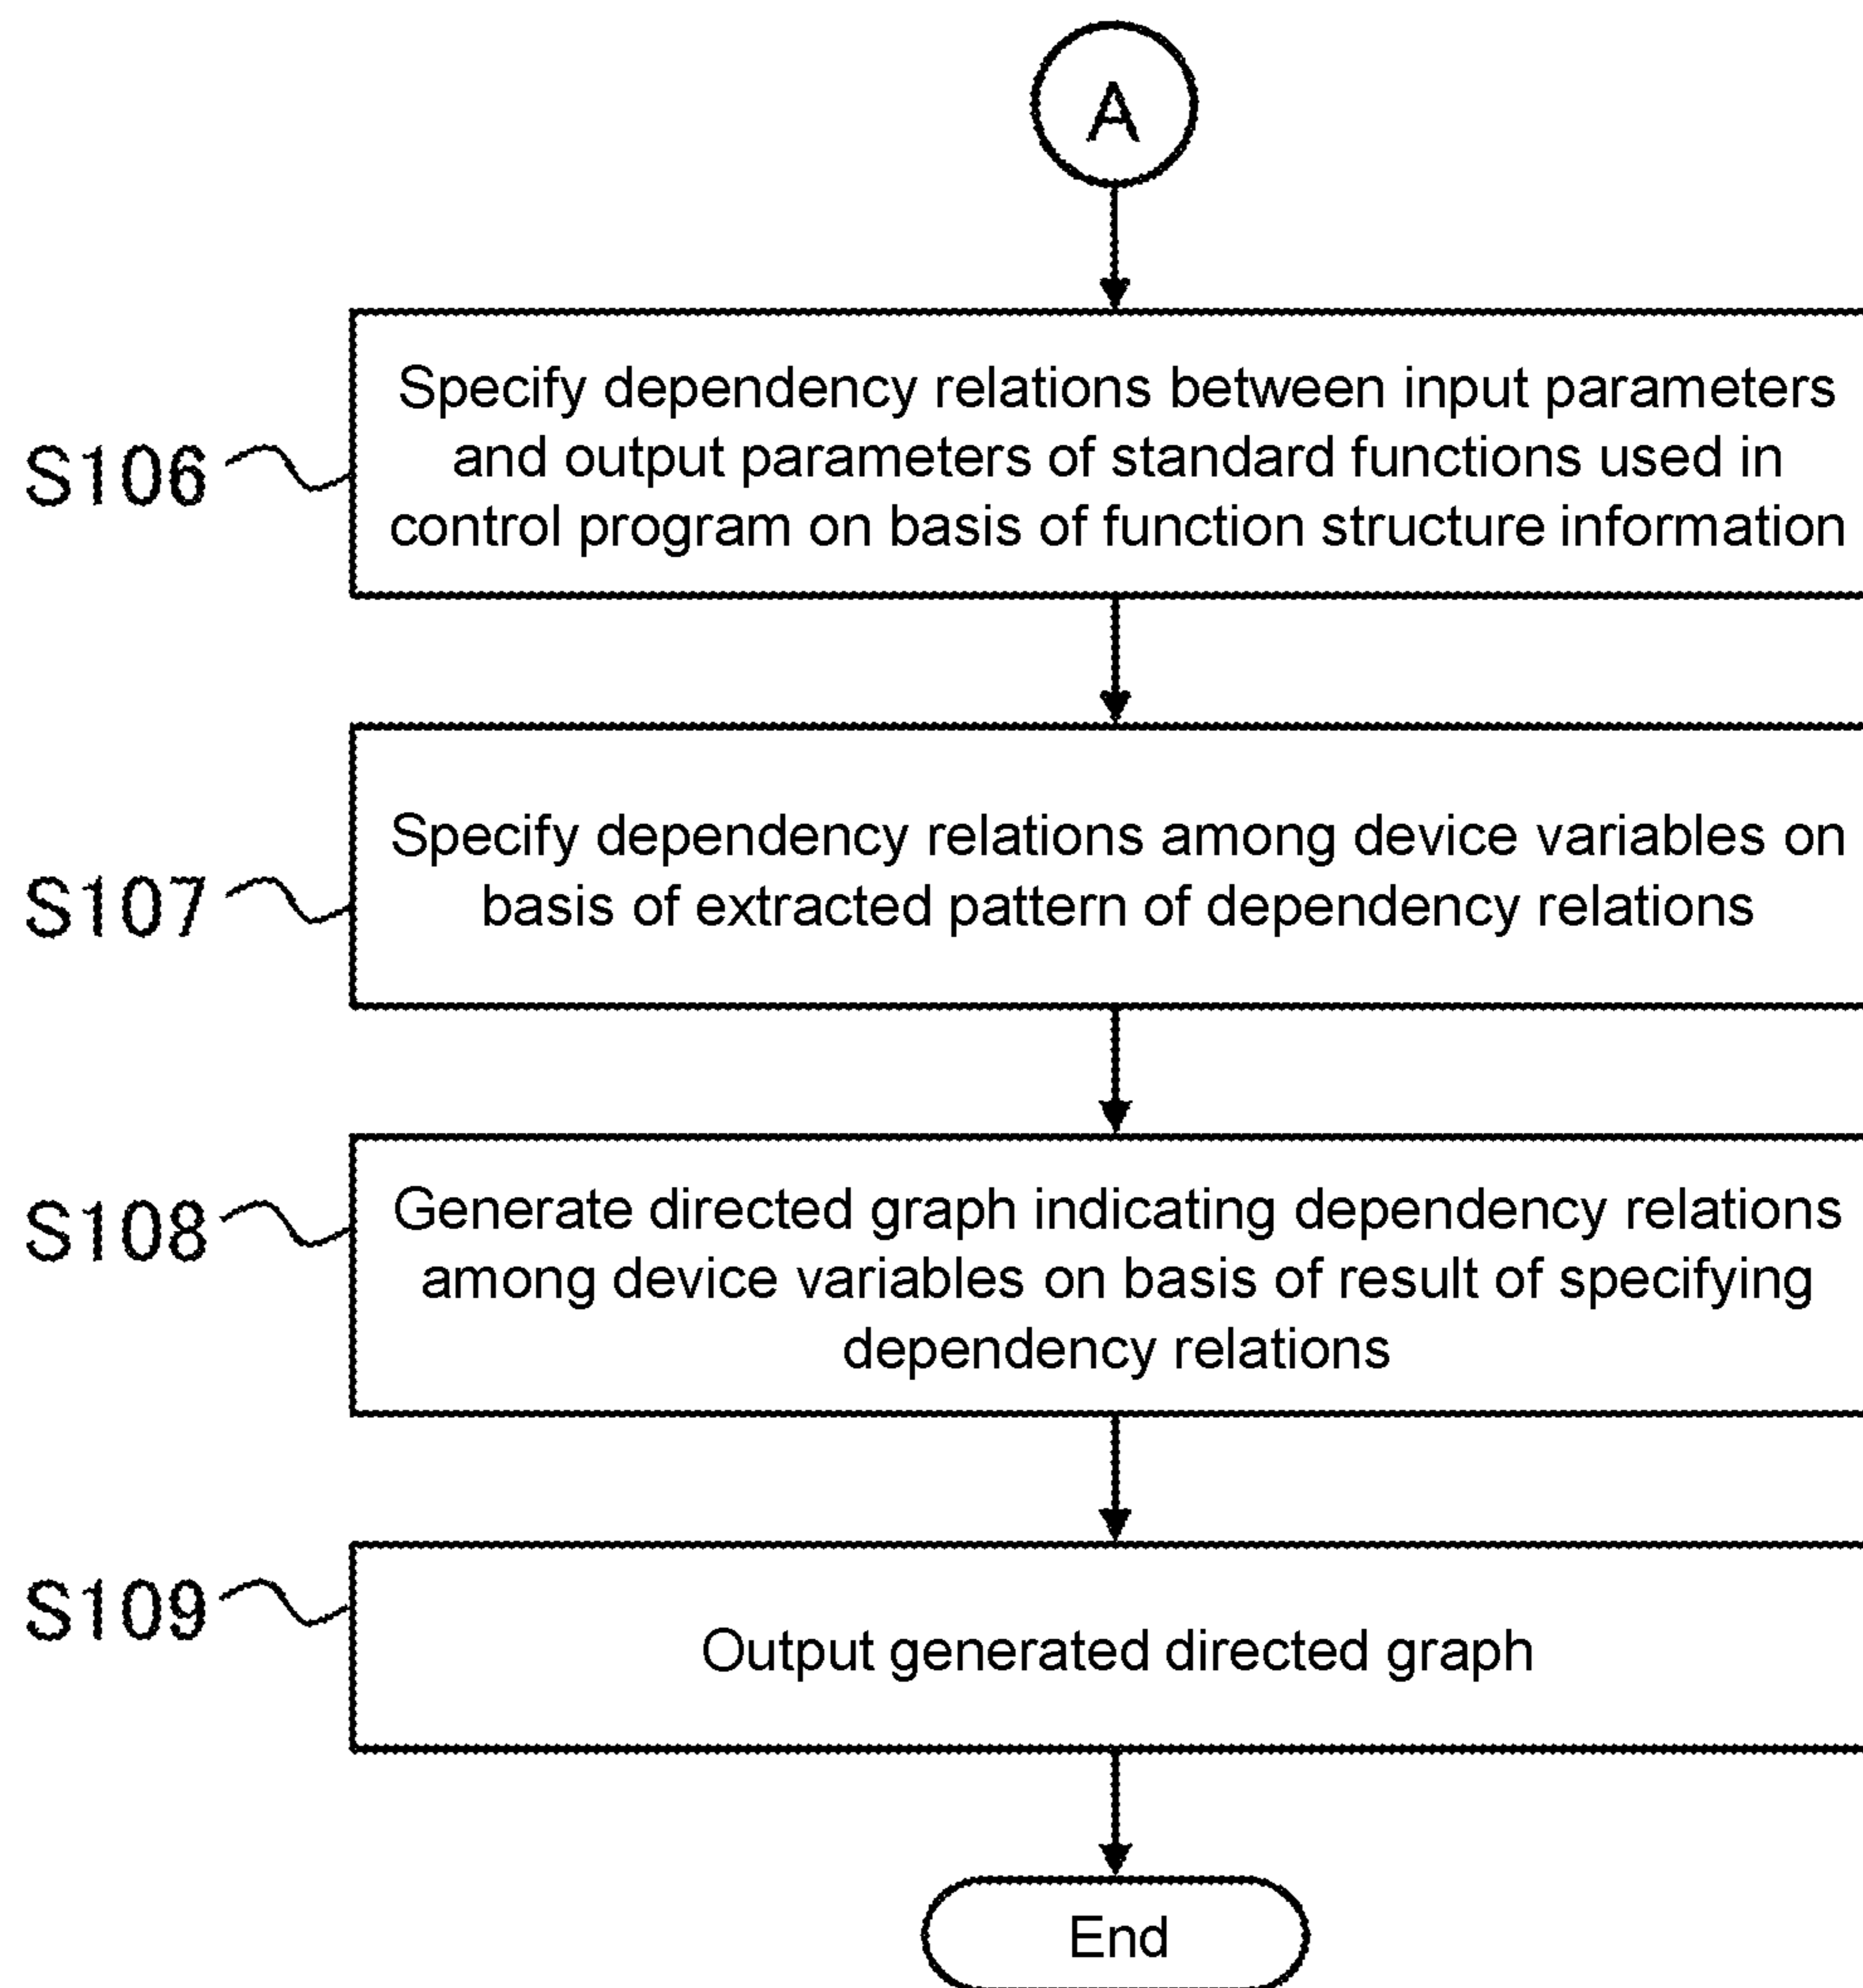 A
S106
Specify dependency relations between input parameters
and output parameters of standard functions used in
control program on basis of function structure information
S107
Specify dependency relations among device variables on
basis of extracted pattern of dependency relations
S108
Generate directed graph indicating dependency relations
among device variables on basis of result of specifying
dependency relations
S109
Output generated directed graph
End